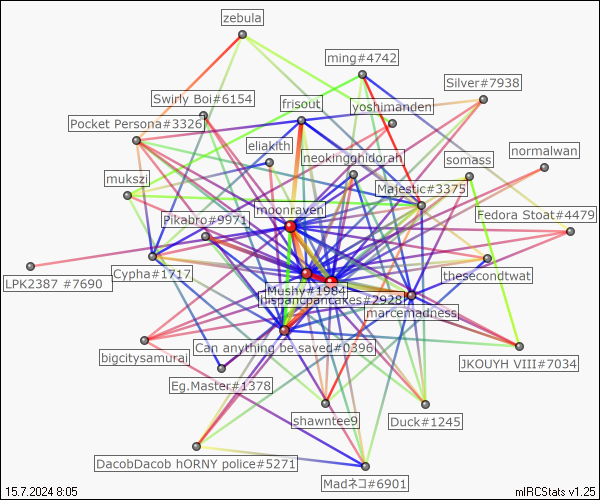 zebula
ming#4742
Silver#7938
Swirly Boi#6154
frisout
yoshimanden
Pocket Persona#3326
eliakith
neokingghidorah
somass
normalwan
mukszi
Majestic#3375
moonraven
Pikabro#9971
Fedora Stoat#4479
LPK2387 #7690
Cypha#1717
Mushy#1984
thesecondtwat
hispancpancakes#2928
marcemadness
Can anything be saved#0396
bigcitysamurai
JKOUYH VIII#7034
Eg.Master#1378
shawntee9
Duck#1245
DacobDacob hORNY police#5271
Madネコ#6901
15.7.2024 8:05
mIRCStats v1.25